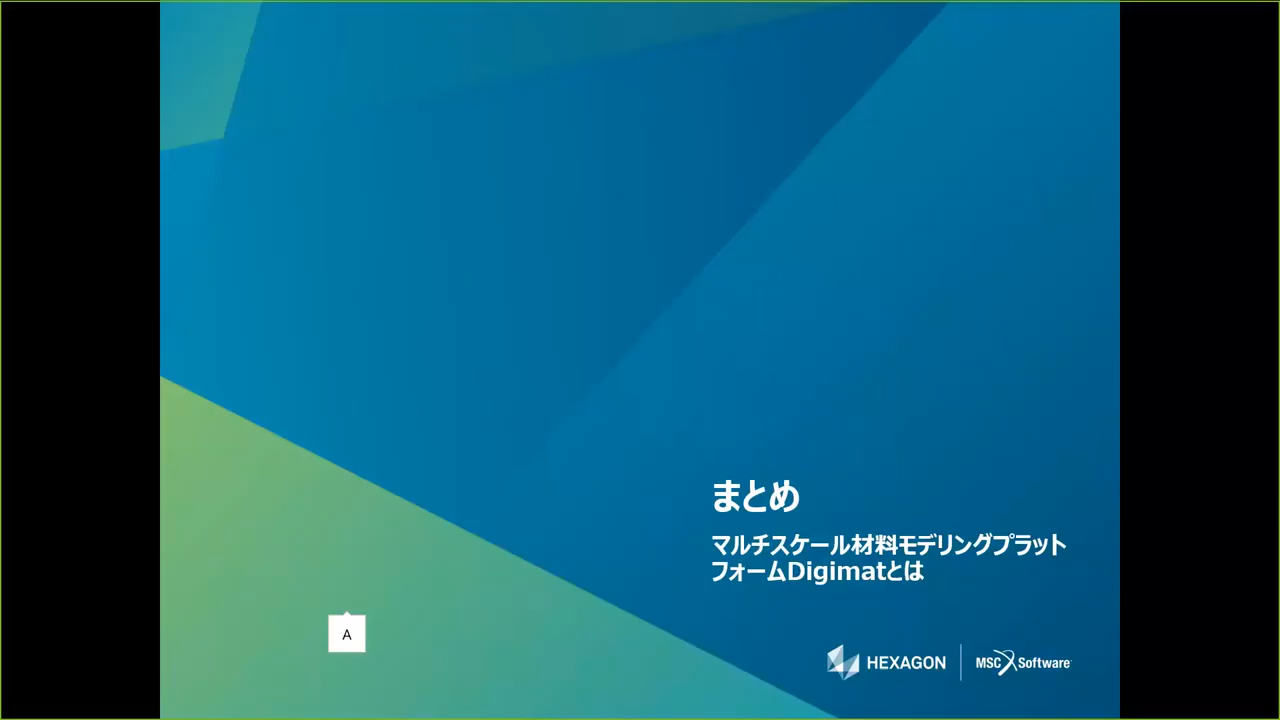 まとめ
マルチスケール材料モデリングプラット
フォームDigimatとは
A
HEXAGON
MSC Software